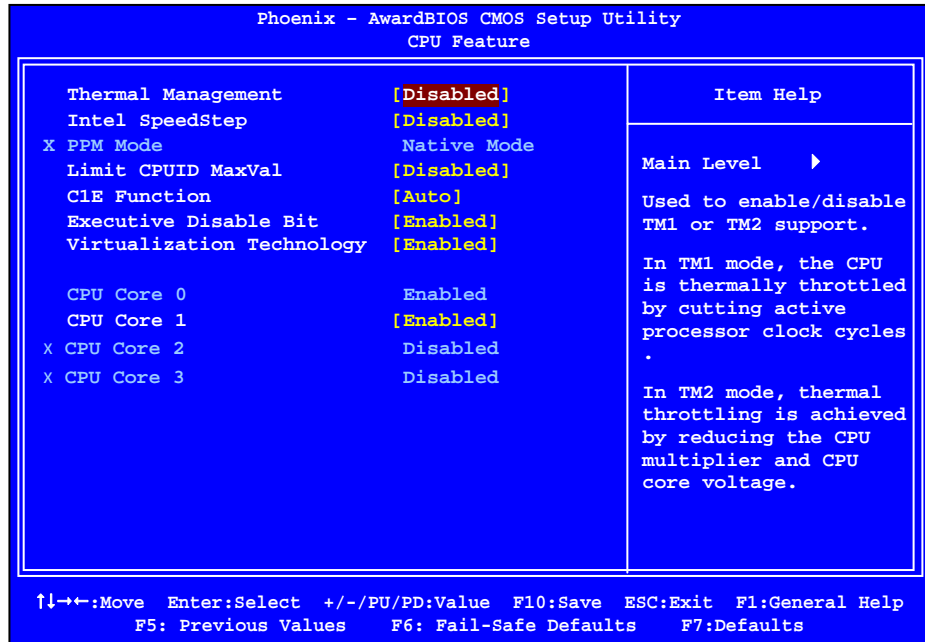 Phoenix – AwardBIOS CMOS Setup Utility
CPU Feature
Thermal Management [Disabled]
Intel SpeedStep [Disabled]
X PPM Mode Native Mode
Limit CPUID MaxVal [Disabled]
C1E Function [Auto]
Executive Disable Bit [Enabled]
Virtualization Technology [Enabled]
CPU Core 0 Enabled
CPU Core 1 [Enabled]
X CPU Core 2 Disabled
X CPU Core 3 Disabled
Item Help
Main Level
Used to enable/disable
TM1 or TM2 support.
In TM1 mode, the CPU
is thermally throttled
by cutting active
processor clock cycles
.
In TM2 mode, thermal
throttling is achieved
by reducing the CPU
multiplier and CPU
core voltage.
↑↓→←:Move Enter:Select +/-/PU/PD:Value F10:Save ESC:Exit F1:General Help
F5: Previous Values F6: Fail-Safe Defaults F7:Defaults